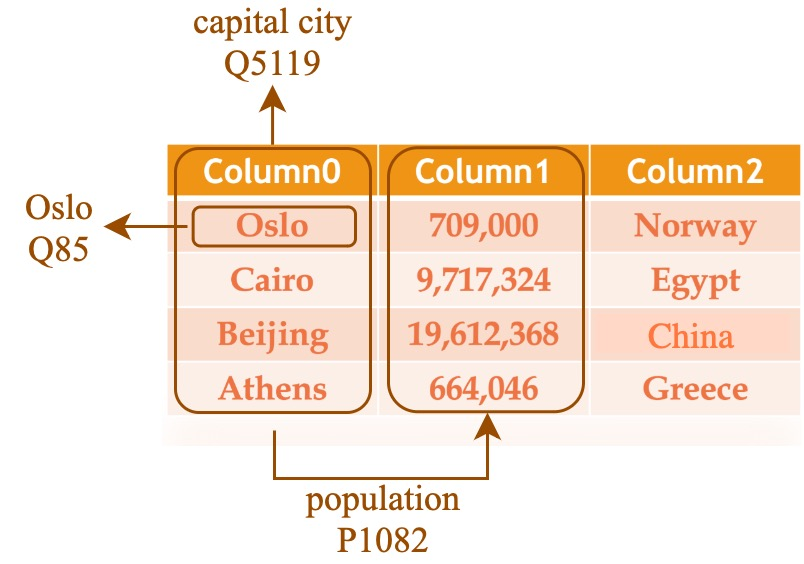 capital city
Q5119
Column0 Column1 Column2
Oslo
Q85
Oslo 709,000 Norway
Cairo 9,717,324 Egypt
Beijing 19,612,368 China
Athens 664,046 Greece
population
P1082